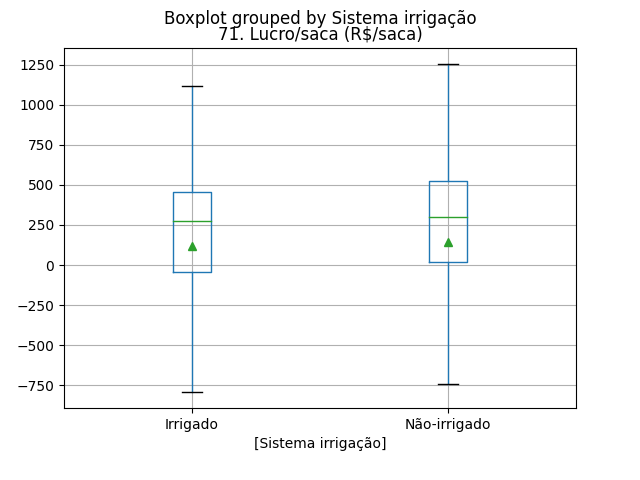 Boxplot grouped by Sistema irrigação
71. Lucro/saca (R$/saca)
1250
1000
750
500
250
0
−250
−500
−750
Irrigado
Não-irrigado
[Sistema irrigação]